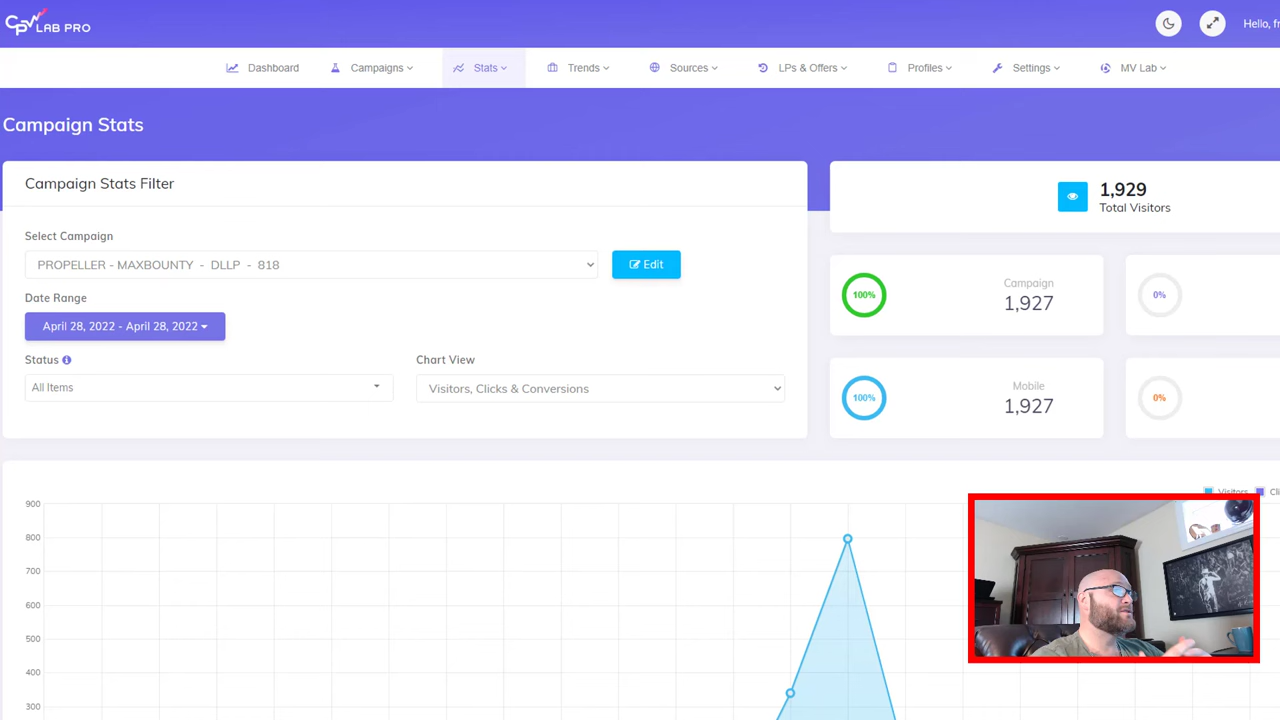 CPV LAB PRO
Hello, fr
Dashboard Campaigns Stats Trends Sources LPs & Offers Profiles Settings MV Lab
Campaign Stats
Campaign Stats Filter
Select Campaign
PROPELLER - MAXBOUNTY - DLLP - 818
Edit
Date Range
April 28, 2022 - April 28, 2022
Status
All Items
Chart View
Visitors, Clicks & Conversions
1,929
Total Visitors
100%
Campaign
1,927
0%
100%
Mobile
1,927
0%
Visitors Cli
900
800
700
600
500
400
300